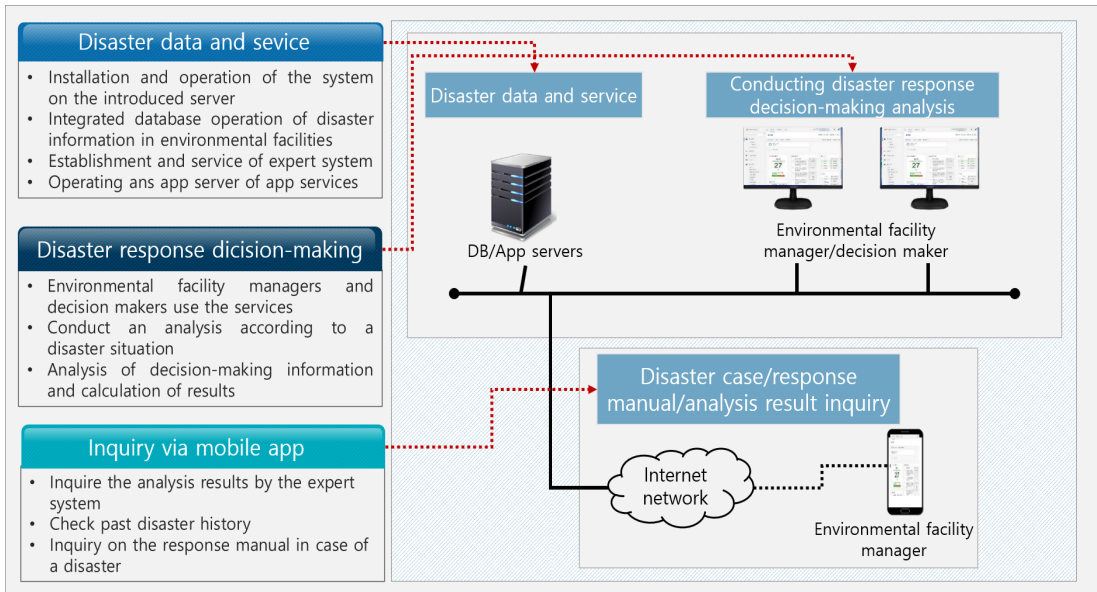 Disaster data and sevice
• Installation and operation of the system
on the introduced server
• Integrated database operation of disaster
information in environmental facilities
• Establishment and service of expert system
• Operating ans app server of app services
Disaster response dicision-making
• Environmental facility managers and
decision makers use the services
• Conduct an analysis according to a
disaster situation
• Analysis of decision-making information
and calculation of results
Inquiry via mobile app
• Inquire the analysis results by the expert
system
• Check past disaster history
• Inquiry on the response manual in case of
a disaster
Disaster data and service
Conducting disaster response
decision-making analysis
27
27
DB/App servers
Environmental facility
manager/decision maker
Disaster case/response
manual/analysis result inquiry
Internet
network
Environmental facility
manager